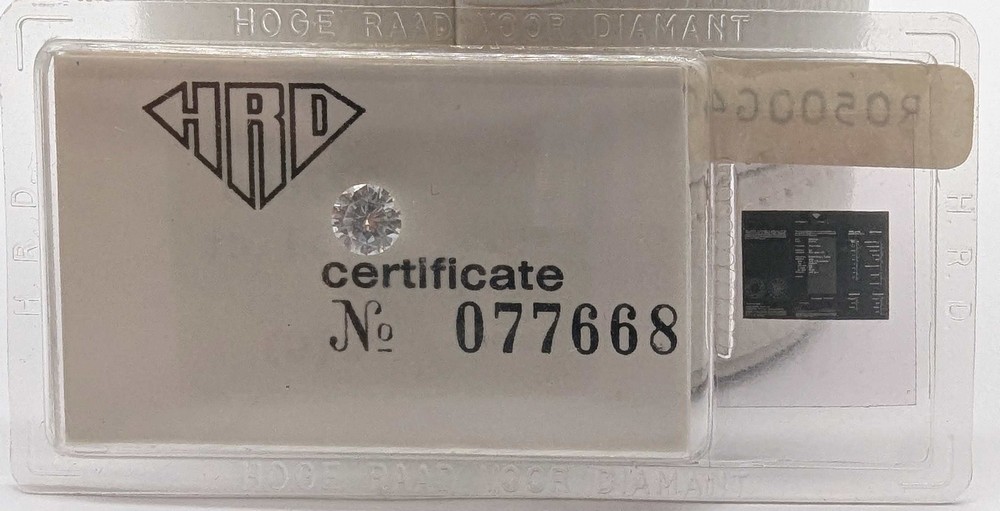 HOGE RAAD VOOR DIAMANT
HRD
R0500G4
certificate
№ 077668
H.R.D.
H.R.D.
HOGE RAAD VOOR DIAMANT